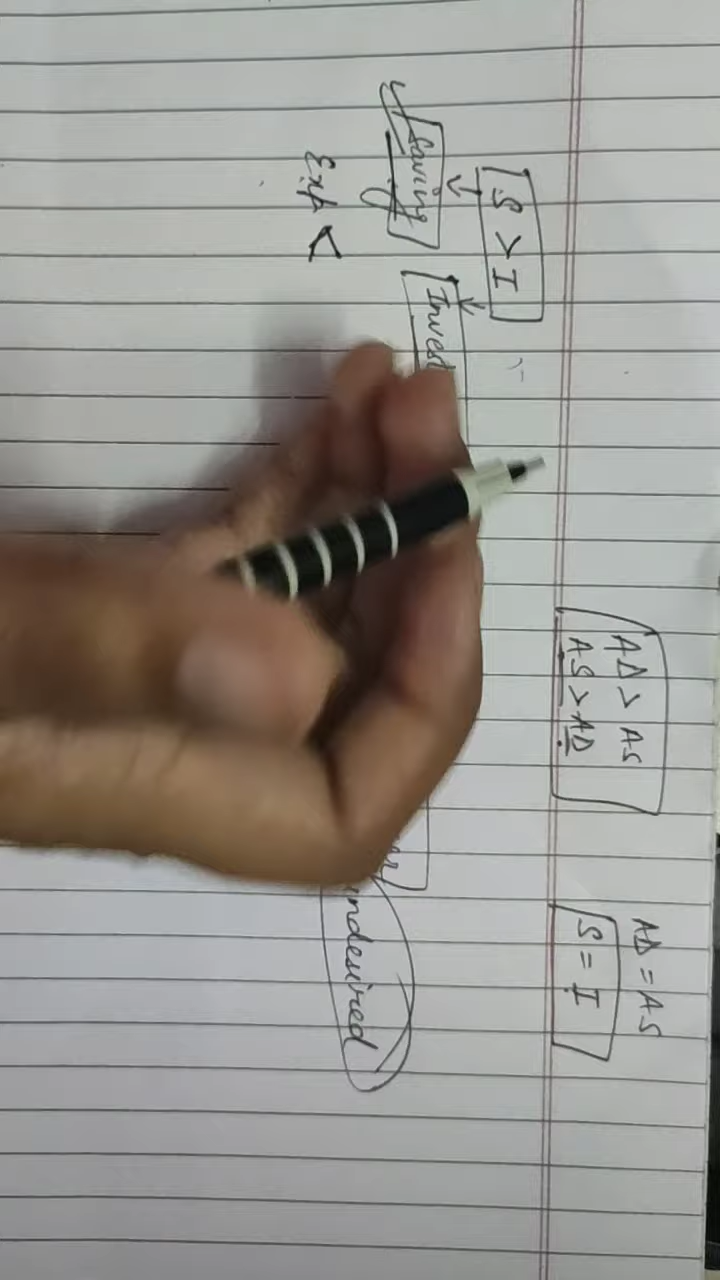 AD > AS
AS > AD
AD = AS
S = I
S > I
Saving
Invest
Exp <
undesired